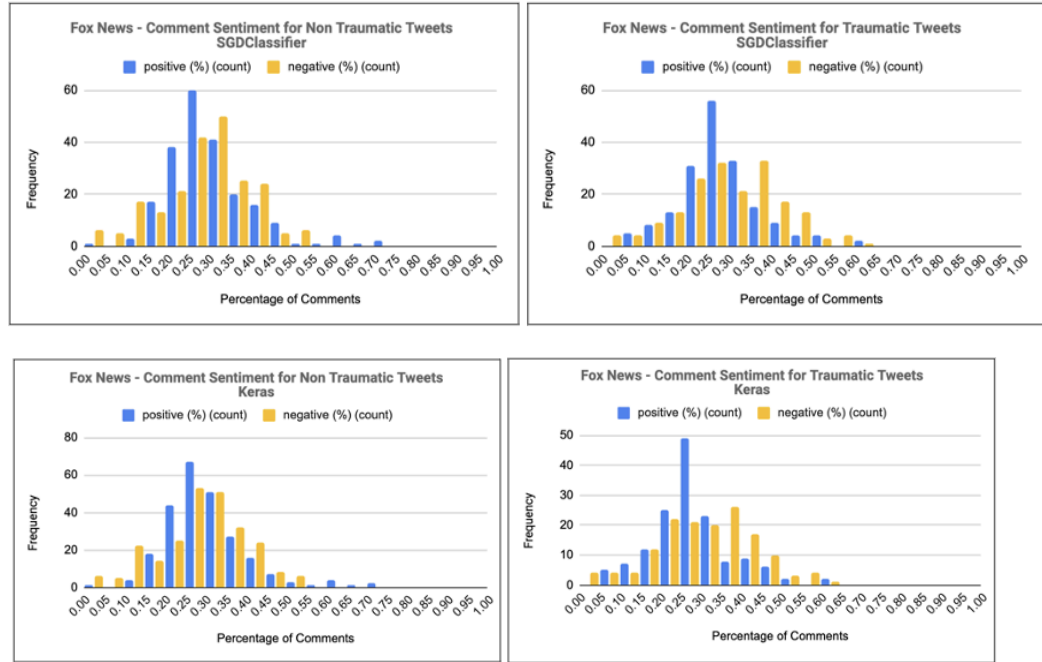 Fox News - Comment Sentiment for Non Traumatic Tweets
SGDClassifier
positive (%) (count) negative (%) (count)
60
40
20
0
Frequency
0.00 0.05 0.10 0.15 0.20 0.25 0.30 0.35 0.40 0.45 0.50 0.55 0.60 0.65 0.70 0.75 0.80 0.85 0.90 0.95 1.00
Percentage of Comments
Fox News - Comment Sentiment for Traumatic Tweets
SGDClassifier
positive (%) (count) negative (%) (count)
60
40
20
0
Frequency
0.00 0.05 0.10 0.15 0.20 0.25 0.30 0.35 0.40 0.45 0.50 0.55 0.60 0.65 0.70 0.75 0.80 0.85 0.90 0.95 1.00
Percentage of Comments
Fox News - Comment Sentiment for Non Traumatic Tweets
Keras
positive (%) (count) negative (%) (count)
80
60
40
20
0
Frequency
0.00 0.05 0.10 0.15 0.20 0.25 0.30 0.35 0.40 0.45 0.50 0.55 0.60 0.65 0.70 0.75 0.80 0.85 0.90 0.95 1.00
Percentage of Comments
Fox News - Comment Sentiment for Traumatic Tweets
Keras
positive (%) (count) negative (%) (count)
50
40
30
20
10
0
Frequency
0.00 0.05 0.10 0.15 0.20 0.25 0.30 0.35 0.40 0.45 0.50 0.55 0.60 0.65 0.70 0.75 0.80 0.85 0.90 0.95 1.00
Percentage of Comments